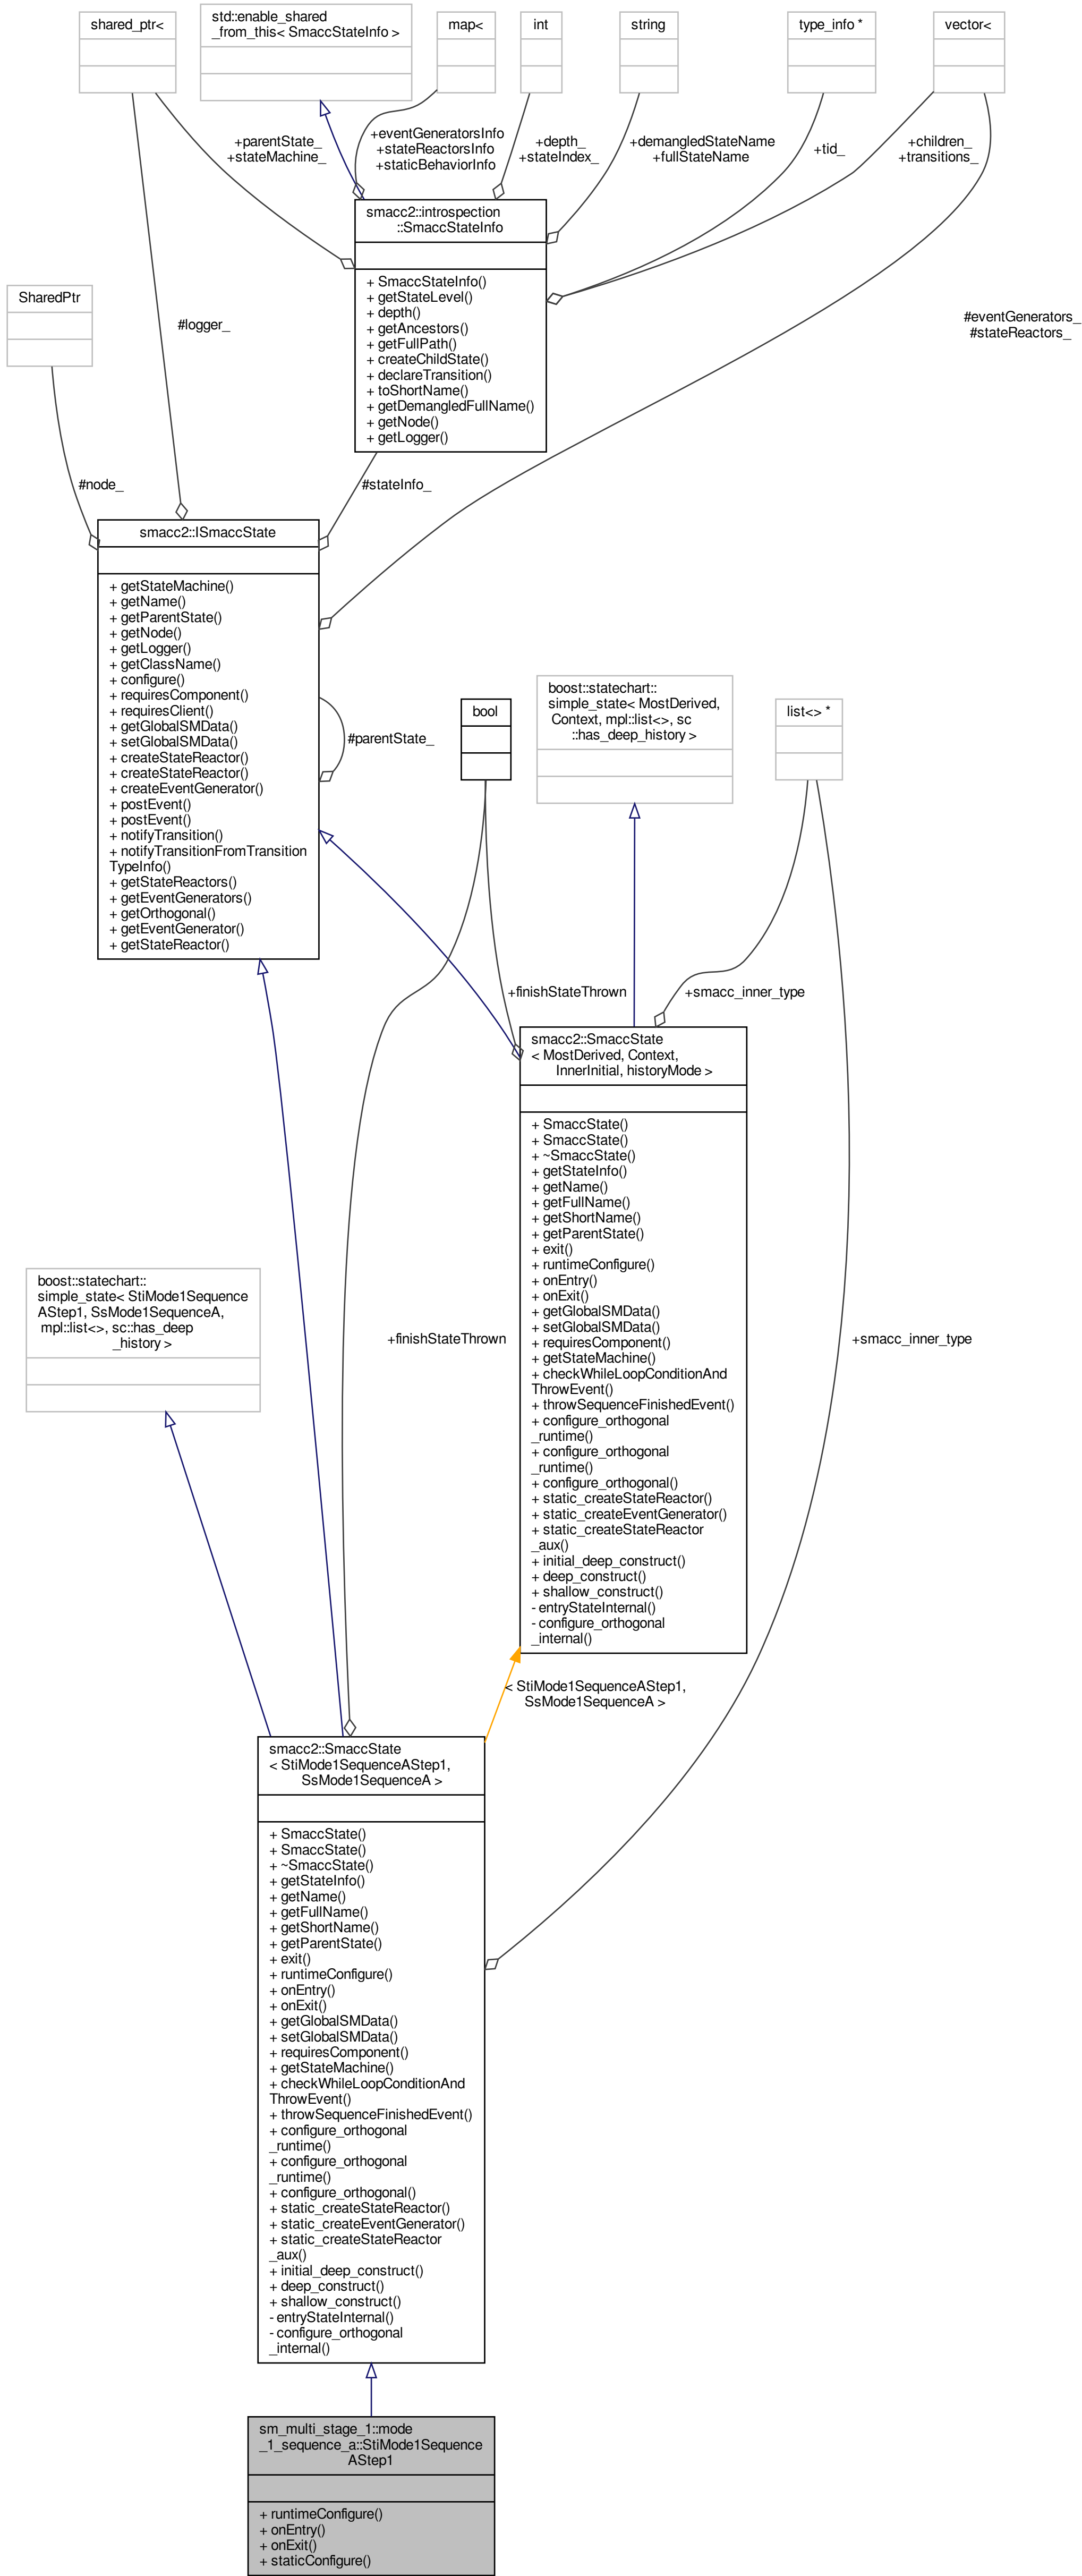 shared_ptr<
std::enable_shared
_from_this< SmaccStateInfo >
map<
int
string
type_info *
vector<
+parentState_
+stateMachine_
+eventGeneratorsInfo
+stateReactorsInfo
+staticBehaviorInfo
+depth_
+stateIndex_
+demangledStateName
+fullStateName
+tid_
+children_
+transitions_
smacc2::introspection
::SmaccStateInfo
+ SmaccStateInfo()
+ getStateLevel()
+ depth()
+ getAncestors()
+ getFullPath()
+ createChildState()
+ declareTransition()
+ toShortName()
+ getDemangledFullName()
+ getNode()
+ getLogger()
SharedPtr
#logger_
#eventGenerators_
#stateReactors_
#node_
#stateInfo_
smacc2::ISmaccState
+ getStateMachine()
+ getName()
+ getParentState()
+ getNode()
+ getLogger()
+ getClassName()
+ configure()
+ requiresComponent()
+ requiresClient()
+ getGlobalSMData()
+ setGlobalSMData()
+ createStateReactor()
+ createStateReactor()
+ createEventGenerator()
+ postEvent()
+ postEvent()
+ notifyTransition()
+ notifyTransitionFromTransition
TypeInfo()
+ getStateReactors()
+ getEventGenerators()
+ getOrthogonal()
+ getEventGenerator()
+ getStateReactor()
#parentState_
bool
boost::statechart::
simple_state< MostDerived,
Context, mpl::list<>, sc
::has_deep_history >
list<> *
+finishStateThrown
+smacc_inner_type
smacc2::SmaccState
< MostDerived, Context,
InnerInitial, historyMode >
+ SmaccState()
+ SmaccState()
+ ~SmaccState()
+ getStateInfo()
+ getName()
+ getFullName()
+ getShortName()
+ getParentState()
+ exit()
+ runtimeConfigure()
+ onEntry()
+ onExit()
+ getGlobalSMData()
+ setGlobalSMData()
+ requiresComponent()
+ getStateMachine()
+ checkWhileLoopConditionAnd
ThrowEvent()
+ throwSequenceFinishedEvent()
+ configure_orthogonal
_runtime()
+ configure_orthogonal
_runtime()
+ configure_orthogonal()
+ static_createStateReactor()
+ static_createEventGenerator()
+ static_createStateReactor
_aux()
+ initial_deep_construct()
+ deep_construct()
+ shallow_construct()
- entryStateInternal()
- configure_orthogonal
_internal()
boost::statechart::
simple_state< StiMode1Sequence
AStep1, SsMode1SequenceA,
mpl::list<>, sc::has_deep
_history >
+finishStateThrown
+smacc_inner_type
< StiMode1SequenceAStep1,
SsMode1SequenceA >
smacc2::SmaccState
< StiMode1SequenceAStep1,
SsMode1SequenceA >
+ SmaccState()
+ SmaccState()
+ ~SmaccState()
+ getStateInfo()
+ getName()
+ getFullName()
+ getShortName()
+ getParentState()
+ exit()
+ runtimeConfigure()
+ onEntry()
+ onExit()
+ getGlobalSMData()
+ setGlobalSMData()
+ requiresComponent()
+ getStateMachine()
+ checkWhileLoopConditionAnd
ThrowEvent()
+ throwSequenceFinishedEvent()
+ configure_orthogonal
_runtime()
+ configure_orthogonal
_runtime()
+ configure_orthogonal()
+ static_createStateReactor()
+ static_createEventGenerator()
+ static_createStateReactor
_aux()
+ initial_deep_construct()
+ deep_construct()
+ shallow_construct()
- entryStateInternal()
- configure_orthogonal
_internal()
sm_multi_stage_1::mode
_1_sequence_a::StiMode1Sequence
AStep1
+ runtimeConfigure()
+ onEntry()
+ onExit()
+ staticConfigure()